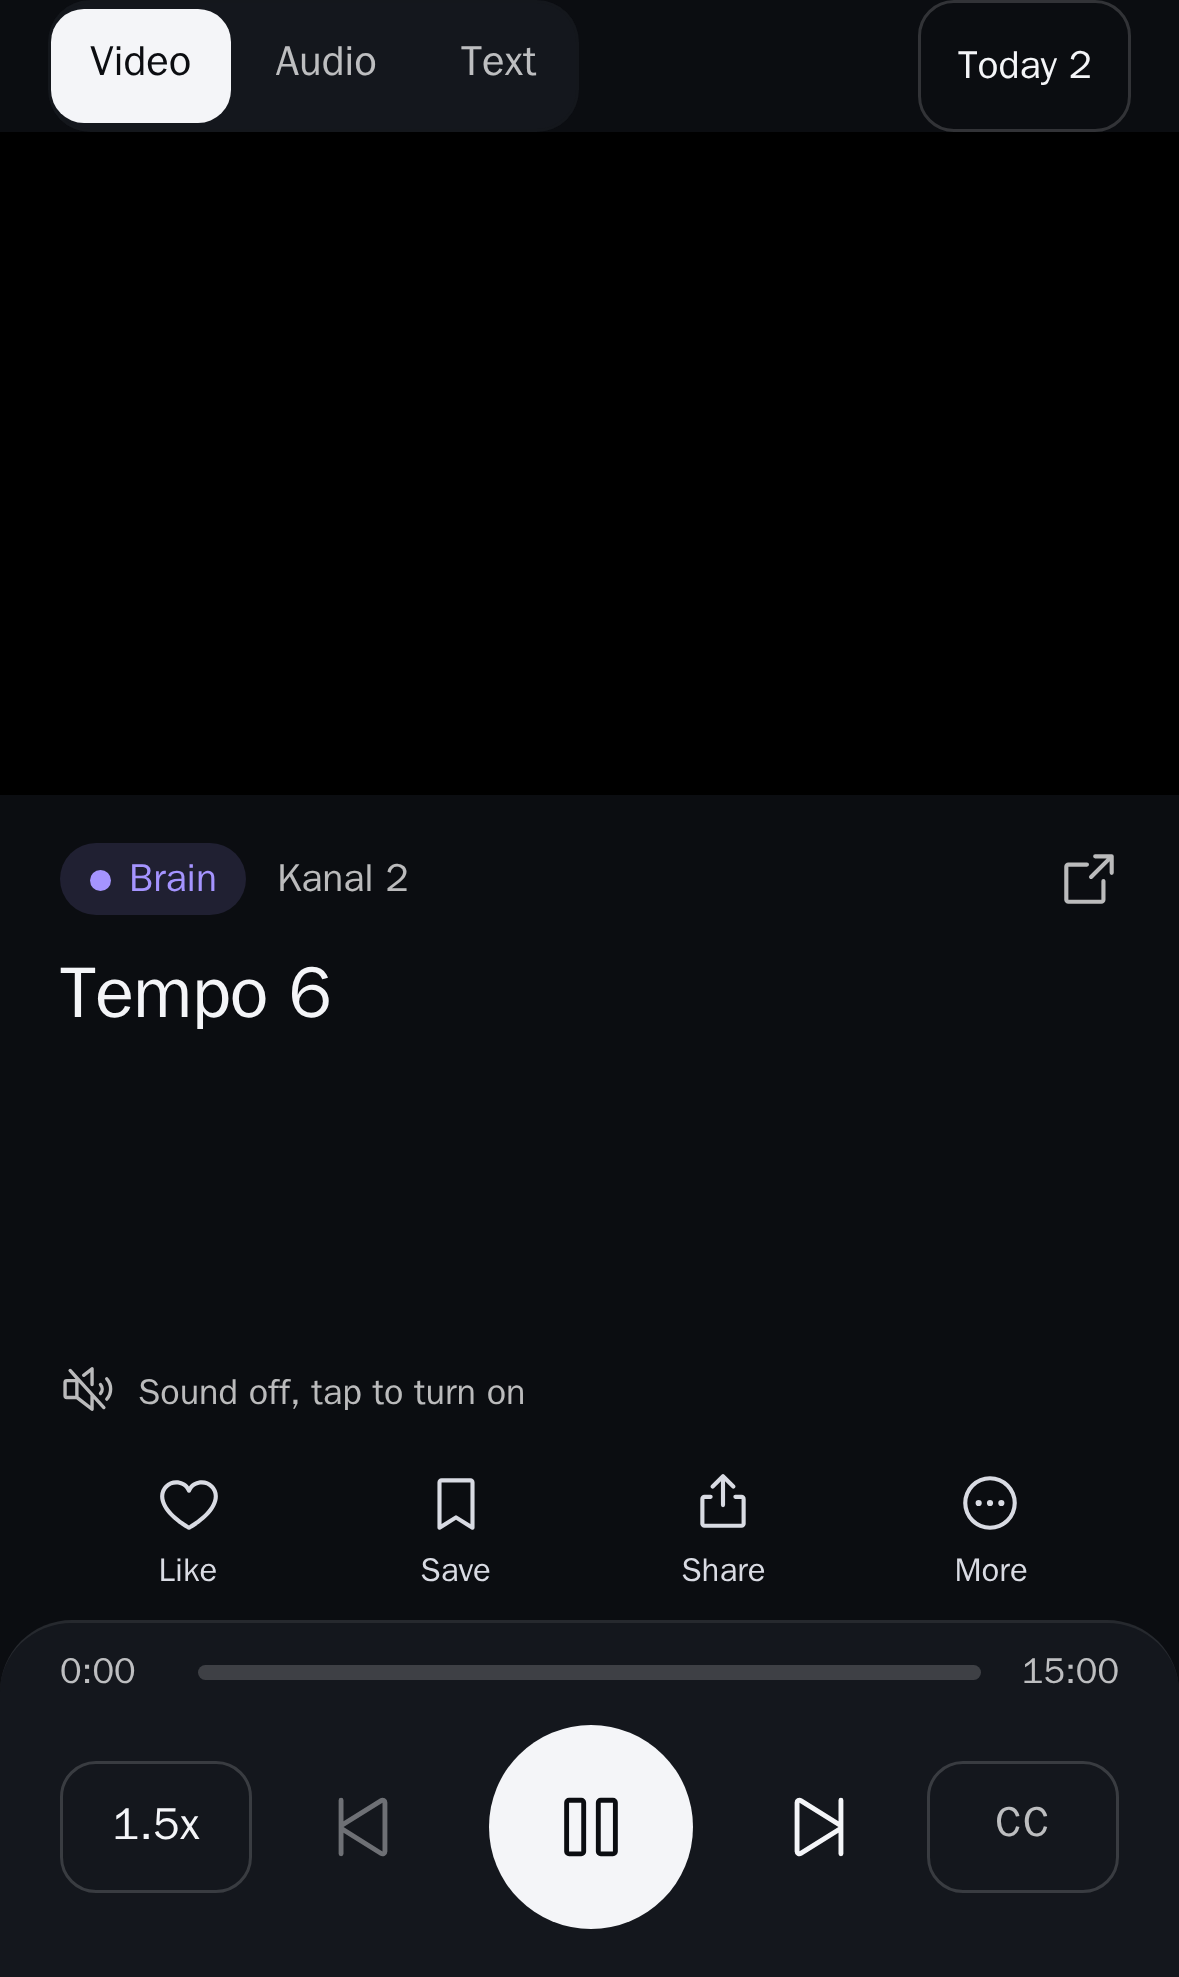 Video Audio Text Today 2
Brain Kanal 2
Tempo 6
Sound off, tap to turn on
Like Save Share More
0:00 15:00
1.5x CC